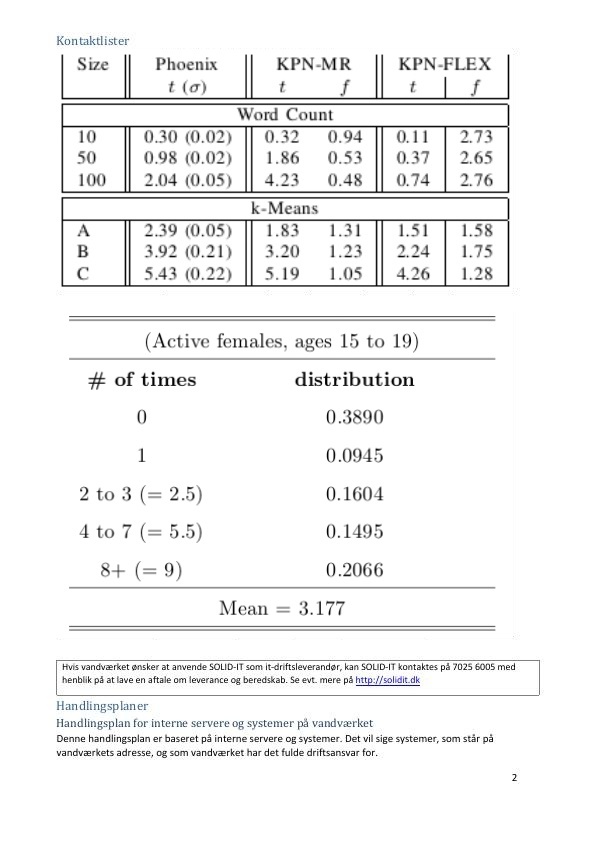 Kontaktlister
Size Phoenix KPN-MR KPN-FLEX
t (σ) t f t f
Word Count
10 0.30 (0.02) 0.32 0.94 0.11 2.73
50 0.98 (0.02) 1.86 0.53 0.37 2.65
100 2.04 (0.05) 4.23 0.48 0.74 2.76
k-Means
A 2.39 (0.05) 1.83 1.31 1.51 1.58
B 3.92 (0.21) 3.20 1.23 2.24 1.75
C 5.43 (0.22) 5.19 1.05 4.26 1.28
(Active females, ages 15 to 19)
# of times distribution
0 0.3890
1 0.0945
2 to 3 (= 2.5) 0.1604
4 to 7 (= 5.5) 0.1495
8+ (= 9) 0.2066
Mean = 3.177
Hvis vandværket ønsker at anvende SOLID-IT som it-driftsleverandør, kan SOLID-IT kontaktes på 7025 6005 med
henblik på at lave en aftale om leverance og beredskab. Se evt. mere på http://solidit.dk
Handlingsplaner
Handlingsplan for interne servere og systemer på vandværket
Denne handlingsplan er baseret på interne servere og systemer. Det vil sige systemer, som står på
vandværkets adresse, og som vandværket har det fulde driftsansvar for.
2